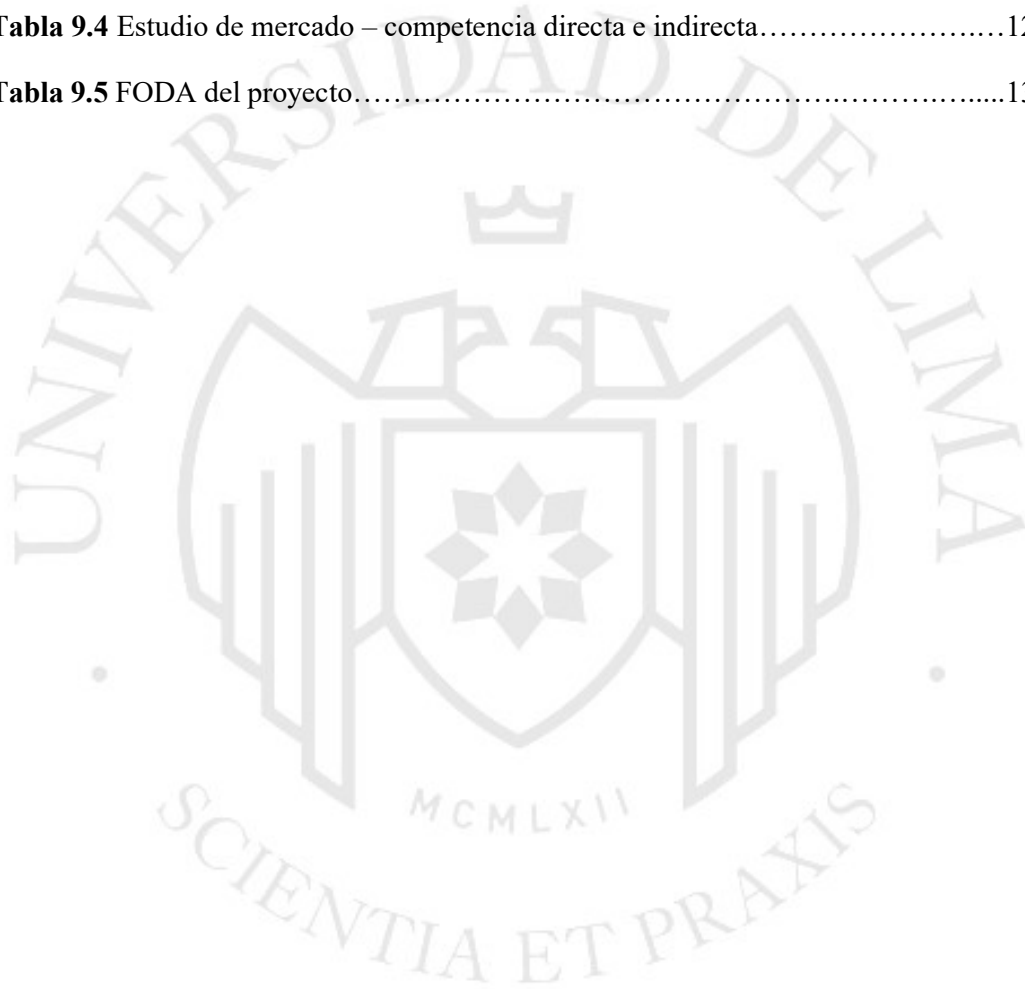 Tabla 9.4 Estudio de mercado – competencia directa e indirecta…………………….…12
Tabla 9.5 FODA del proyecto……………………………………….……….…......13
UNIVERSIDAD DE LIMA
MCMLXII
SCIENTIA ET PRAXIS